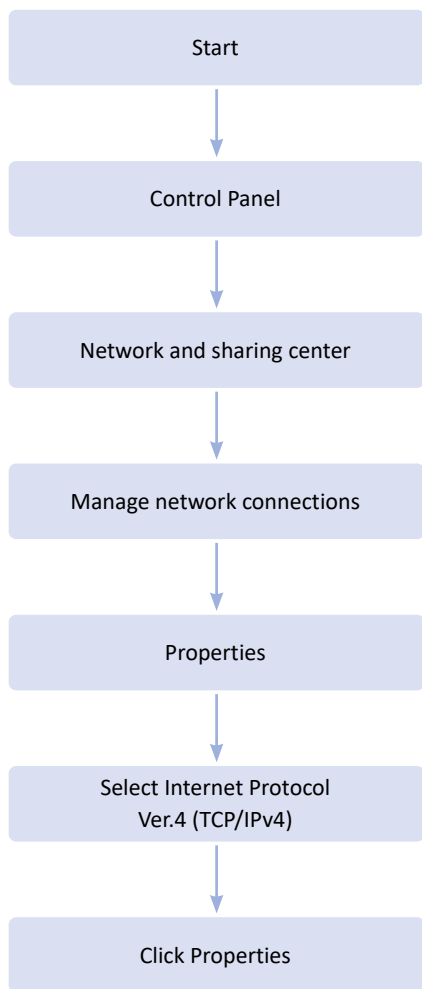 Start
Control Panel
Network and sharing center
Manage network connections
Properties
Select Internet Protocol
Ver.4 (TCP/IPv4)
Click Properties